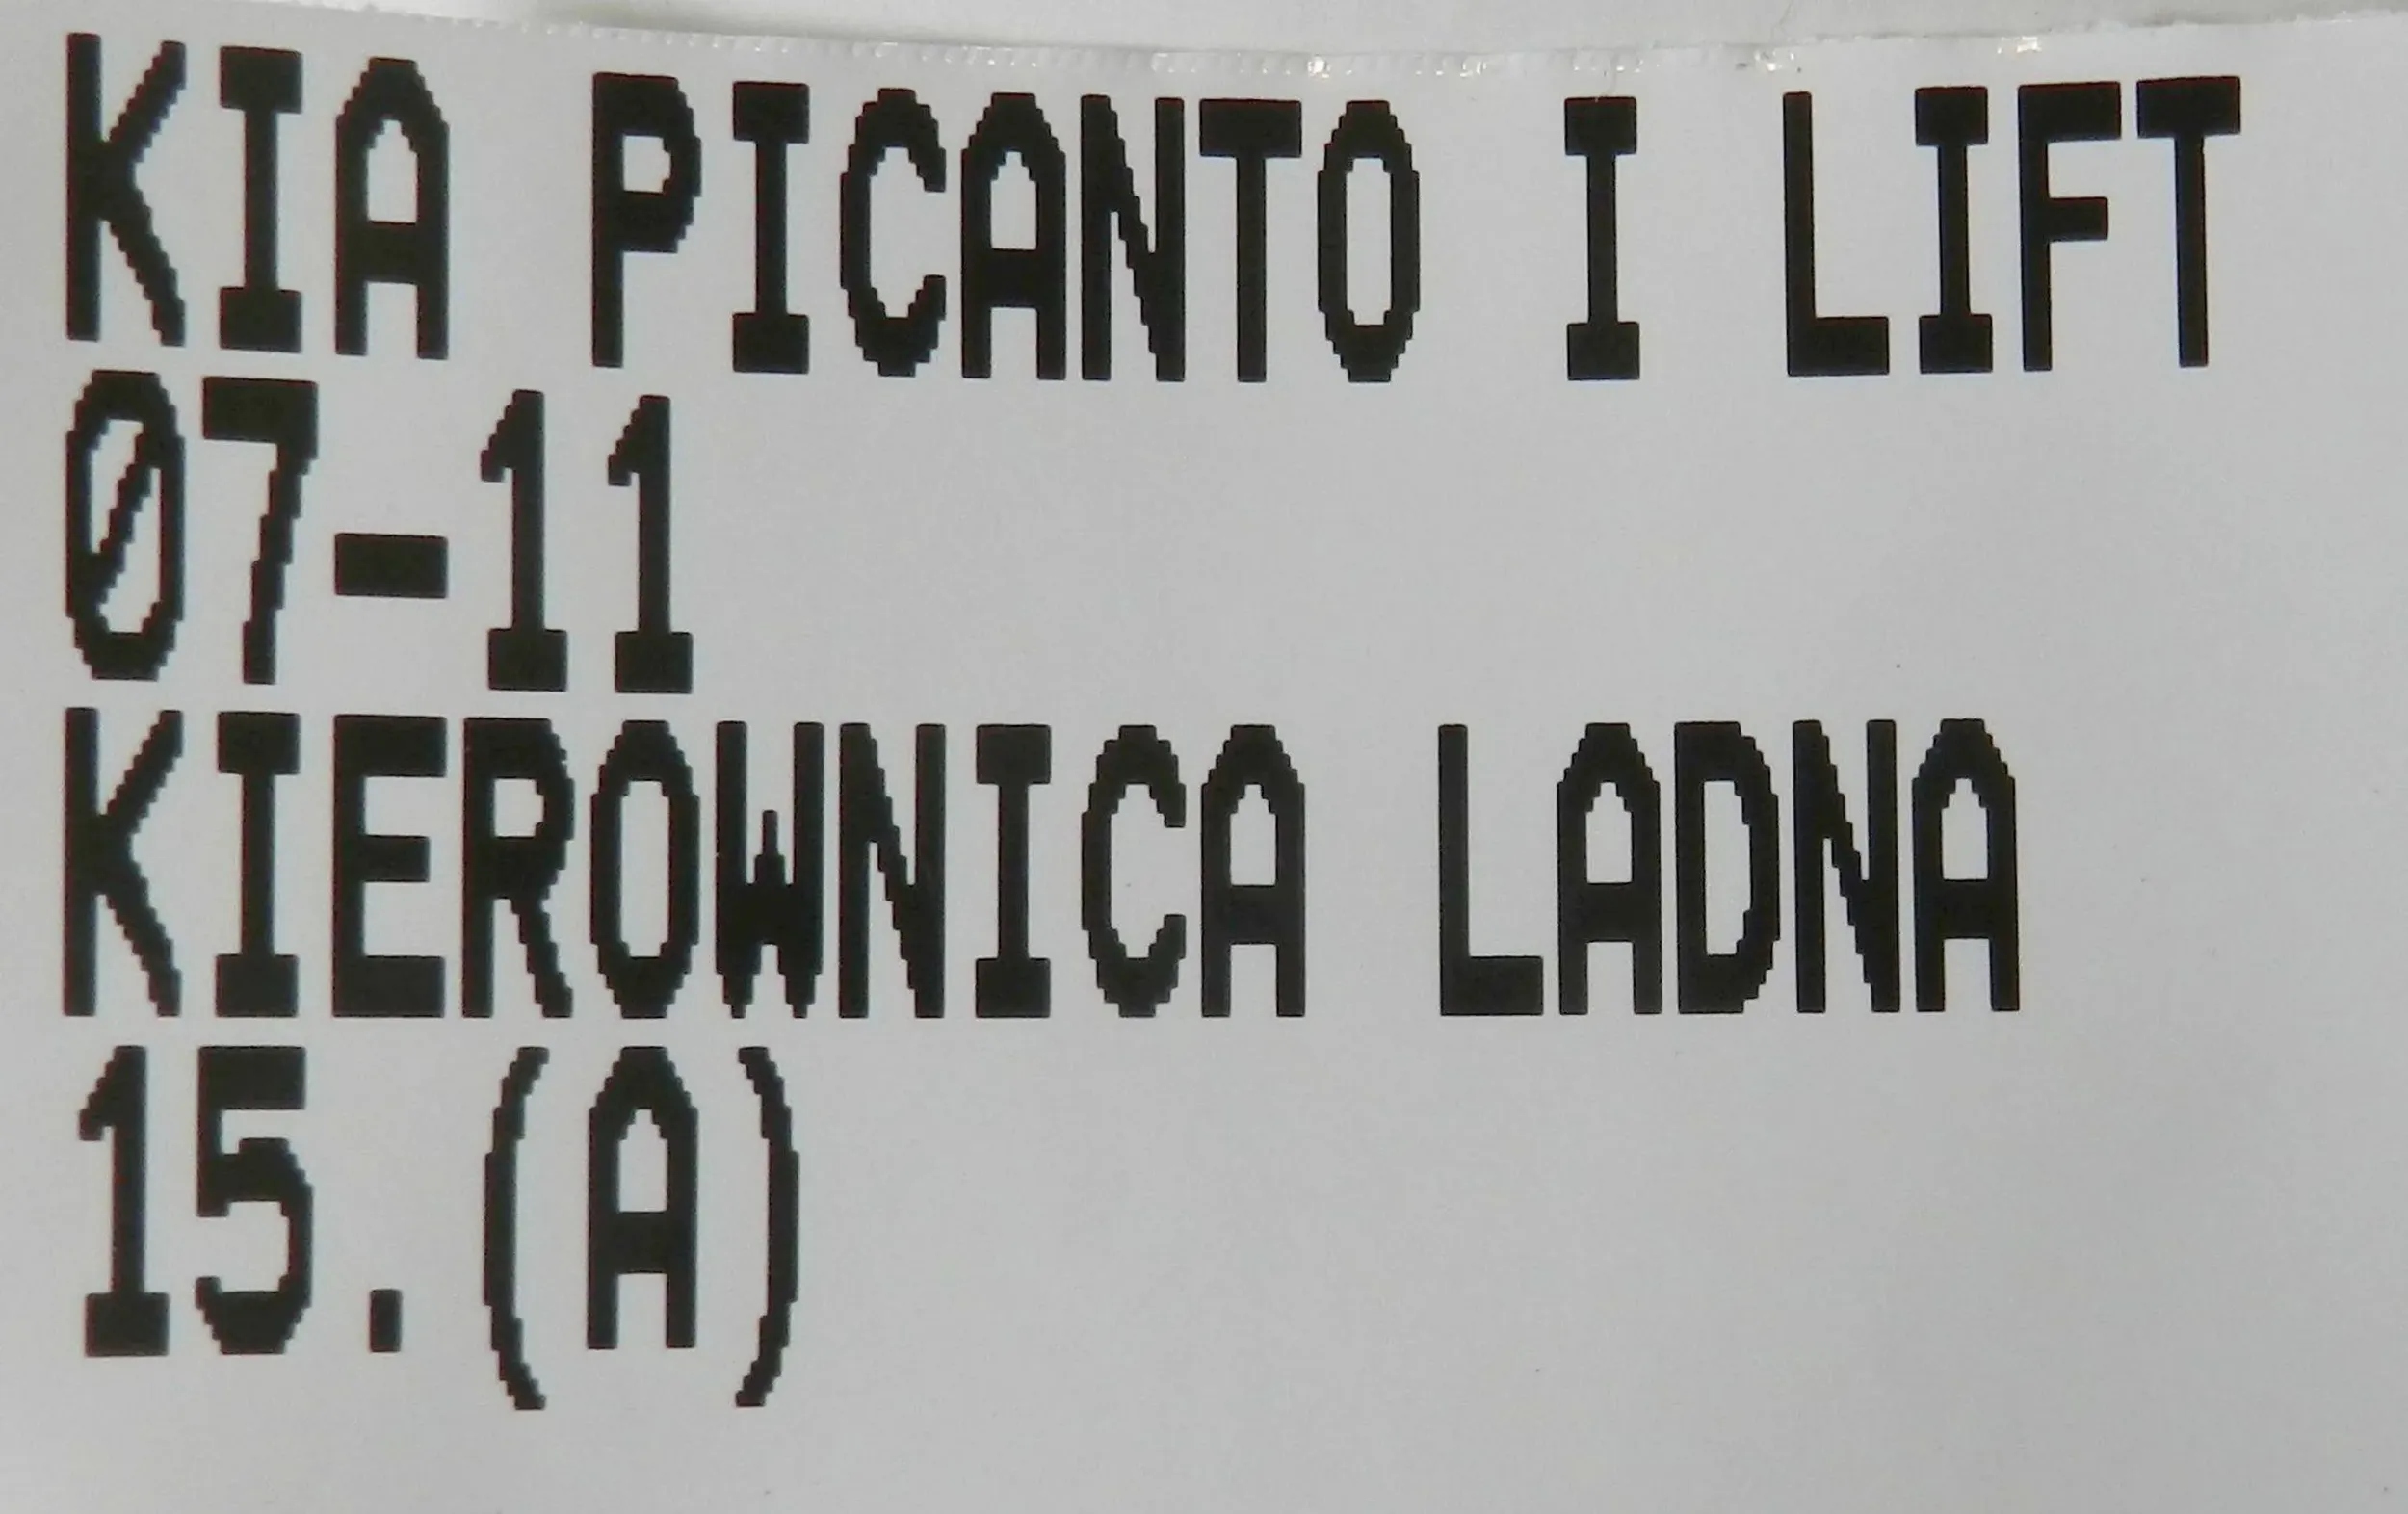 KIA PICANTO I LIFT
07-11
KIEROWNICA LADNA
15.(A)